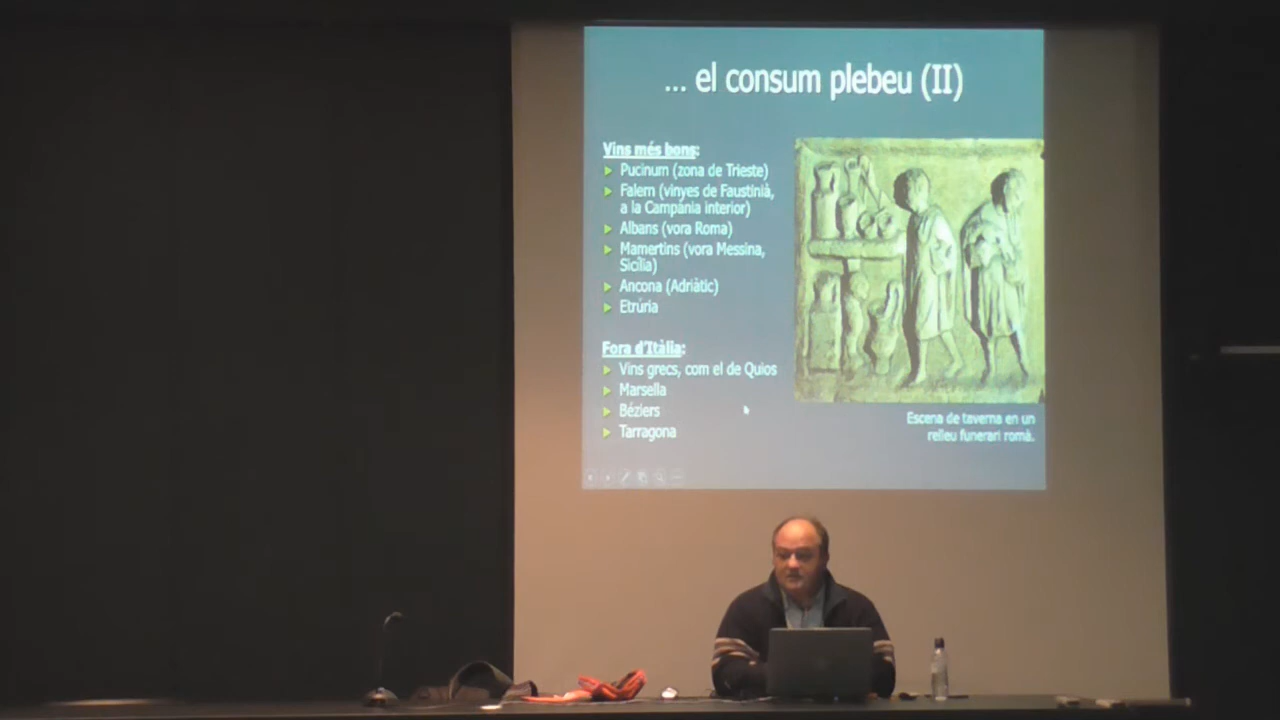 ... el consum plebeu (II)
Vins més bons:
Pucinum (zona de Trieste)
Falern (vinyes de Faustinià,
a la Campània interior)
Albans (vora Roma)
Mamertins (vora Messina,
Sicília)
Ancona (Adriàtic)
Etrúria
Fora d'Itàlia:
Vins grecs, com el de Quios
Marsella
Béziers
Tarragona
Escena de taverna en un
relleu funerari romà.